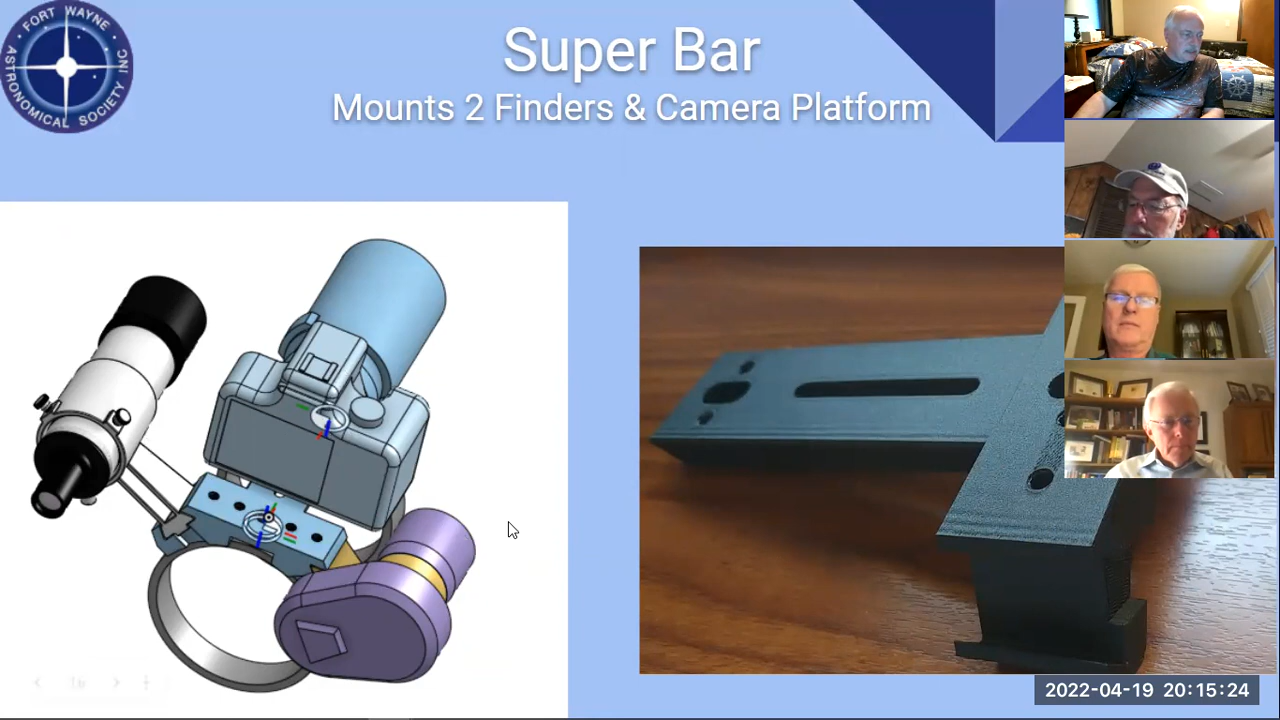 FORT WAYNE
ASTRONOMICAL SOCIETY INC
Super Bar
Mounts 2 Finders & Camera Platform
2022-04-19 20:15:24